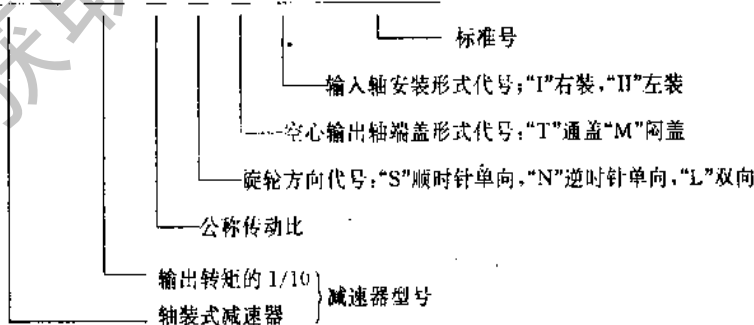 标准号
输入轴安装形式代号；“I”右装，“II”左装
空心输出轴端盖形式代号：“T”通盖“M”闷盖
旋轮方向代号：“S”顺时针单向，“N”逆时针单向，“L”双向
公称传动比
输出转矩的 1/10
减速器型号
轴装式减速器